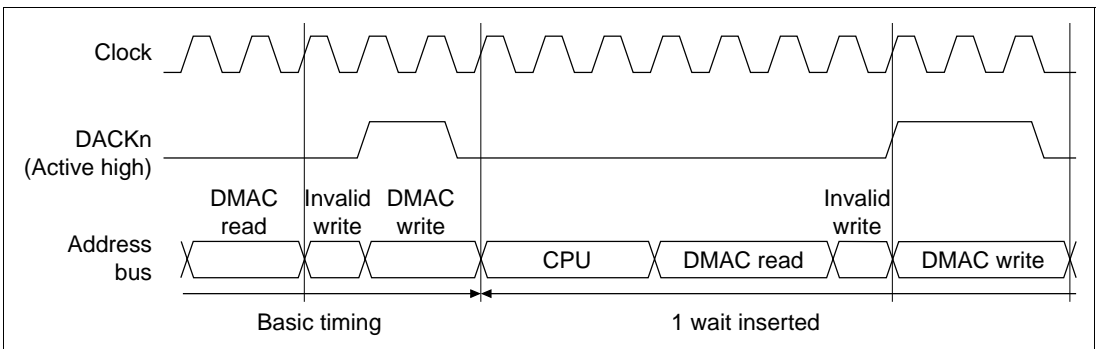 Clock
DACKn
(Active high)
DMAC
read
Invalid
write
DMAC
write
Invalid
write
Address
bus
CPU
DMAC read
DMAC write
Basic timing
1 wait inserted